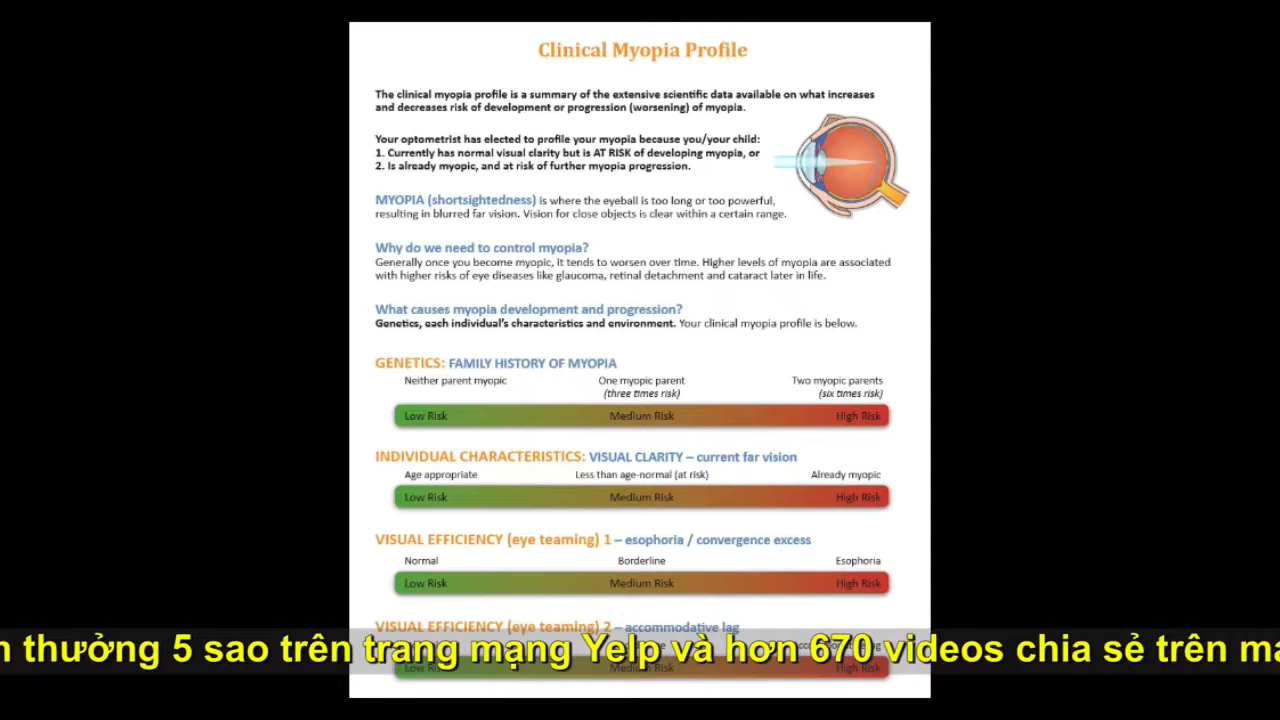 Clinical Myopia Profile
The clinical myopia profile is a summary of the extensive scientific data available on what increases
and decreases risk of development or progression (worsening) of myopia.
Your optometrist has elected to profile your myopia because you/your child:
1. Currently has normal visual clarity but is AT RISK of developing myopia, or
2. Is already myopic, and at risk of further myopia progression.
MYOPIA (shortsightedness) is where the eyeball is too long or too powerful,
resulting in blurred far vision. Vision for close objects is clear within a certain range.
Why do we need to control myopia?
Generally once you become myopic, it tends to worsen over time. Higher levels of myopia are associated
with higher risks of eye diseases like glaucoma, retinal detachment and cataract later in life.
What causes myopia development and progression?
Genetics, each individual's characteristics and environment. Your clinical myopia profile is below.
GENETICS: FAMILY HISTORY OF MYOPIA
Neither parent myopic One myopic parent Two myopic parents
(three times risk) (six times risk)
Low Risk Medium Risk High Risk
INDIVIDUAL CHARACTERISTICS: VISUAL CLARITY – current far vision
Age appropriate Less than age-normal (at risk) Already myopic
Low Risk Medium Risk High Risk
VISUAL EFFICIENCY (eye teaming) 1 – esophoria / convergence excess
Normal Borderline Esophoria
Low Risk Medium Risk High Risk
VISUAL EFFICIENCY (eye teaming) 2 – accommodative lag
thưởng 5 sao trên trang mạng Yelp và hơn 670 videos chia sẻ trên
Low Risk Medium Risk High Risk